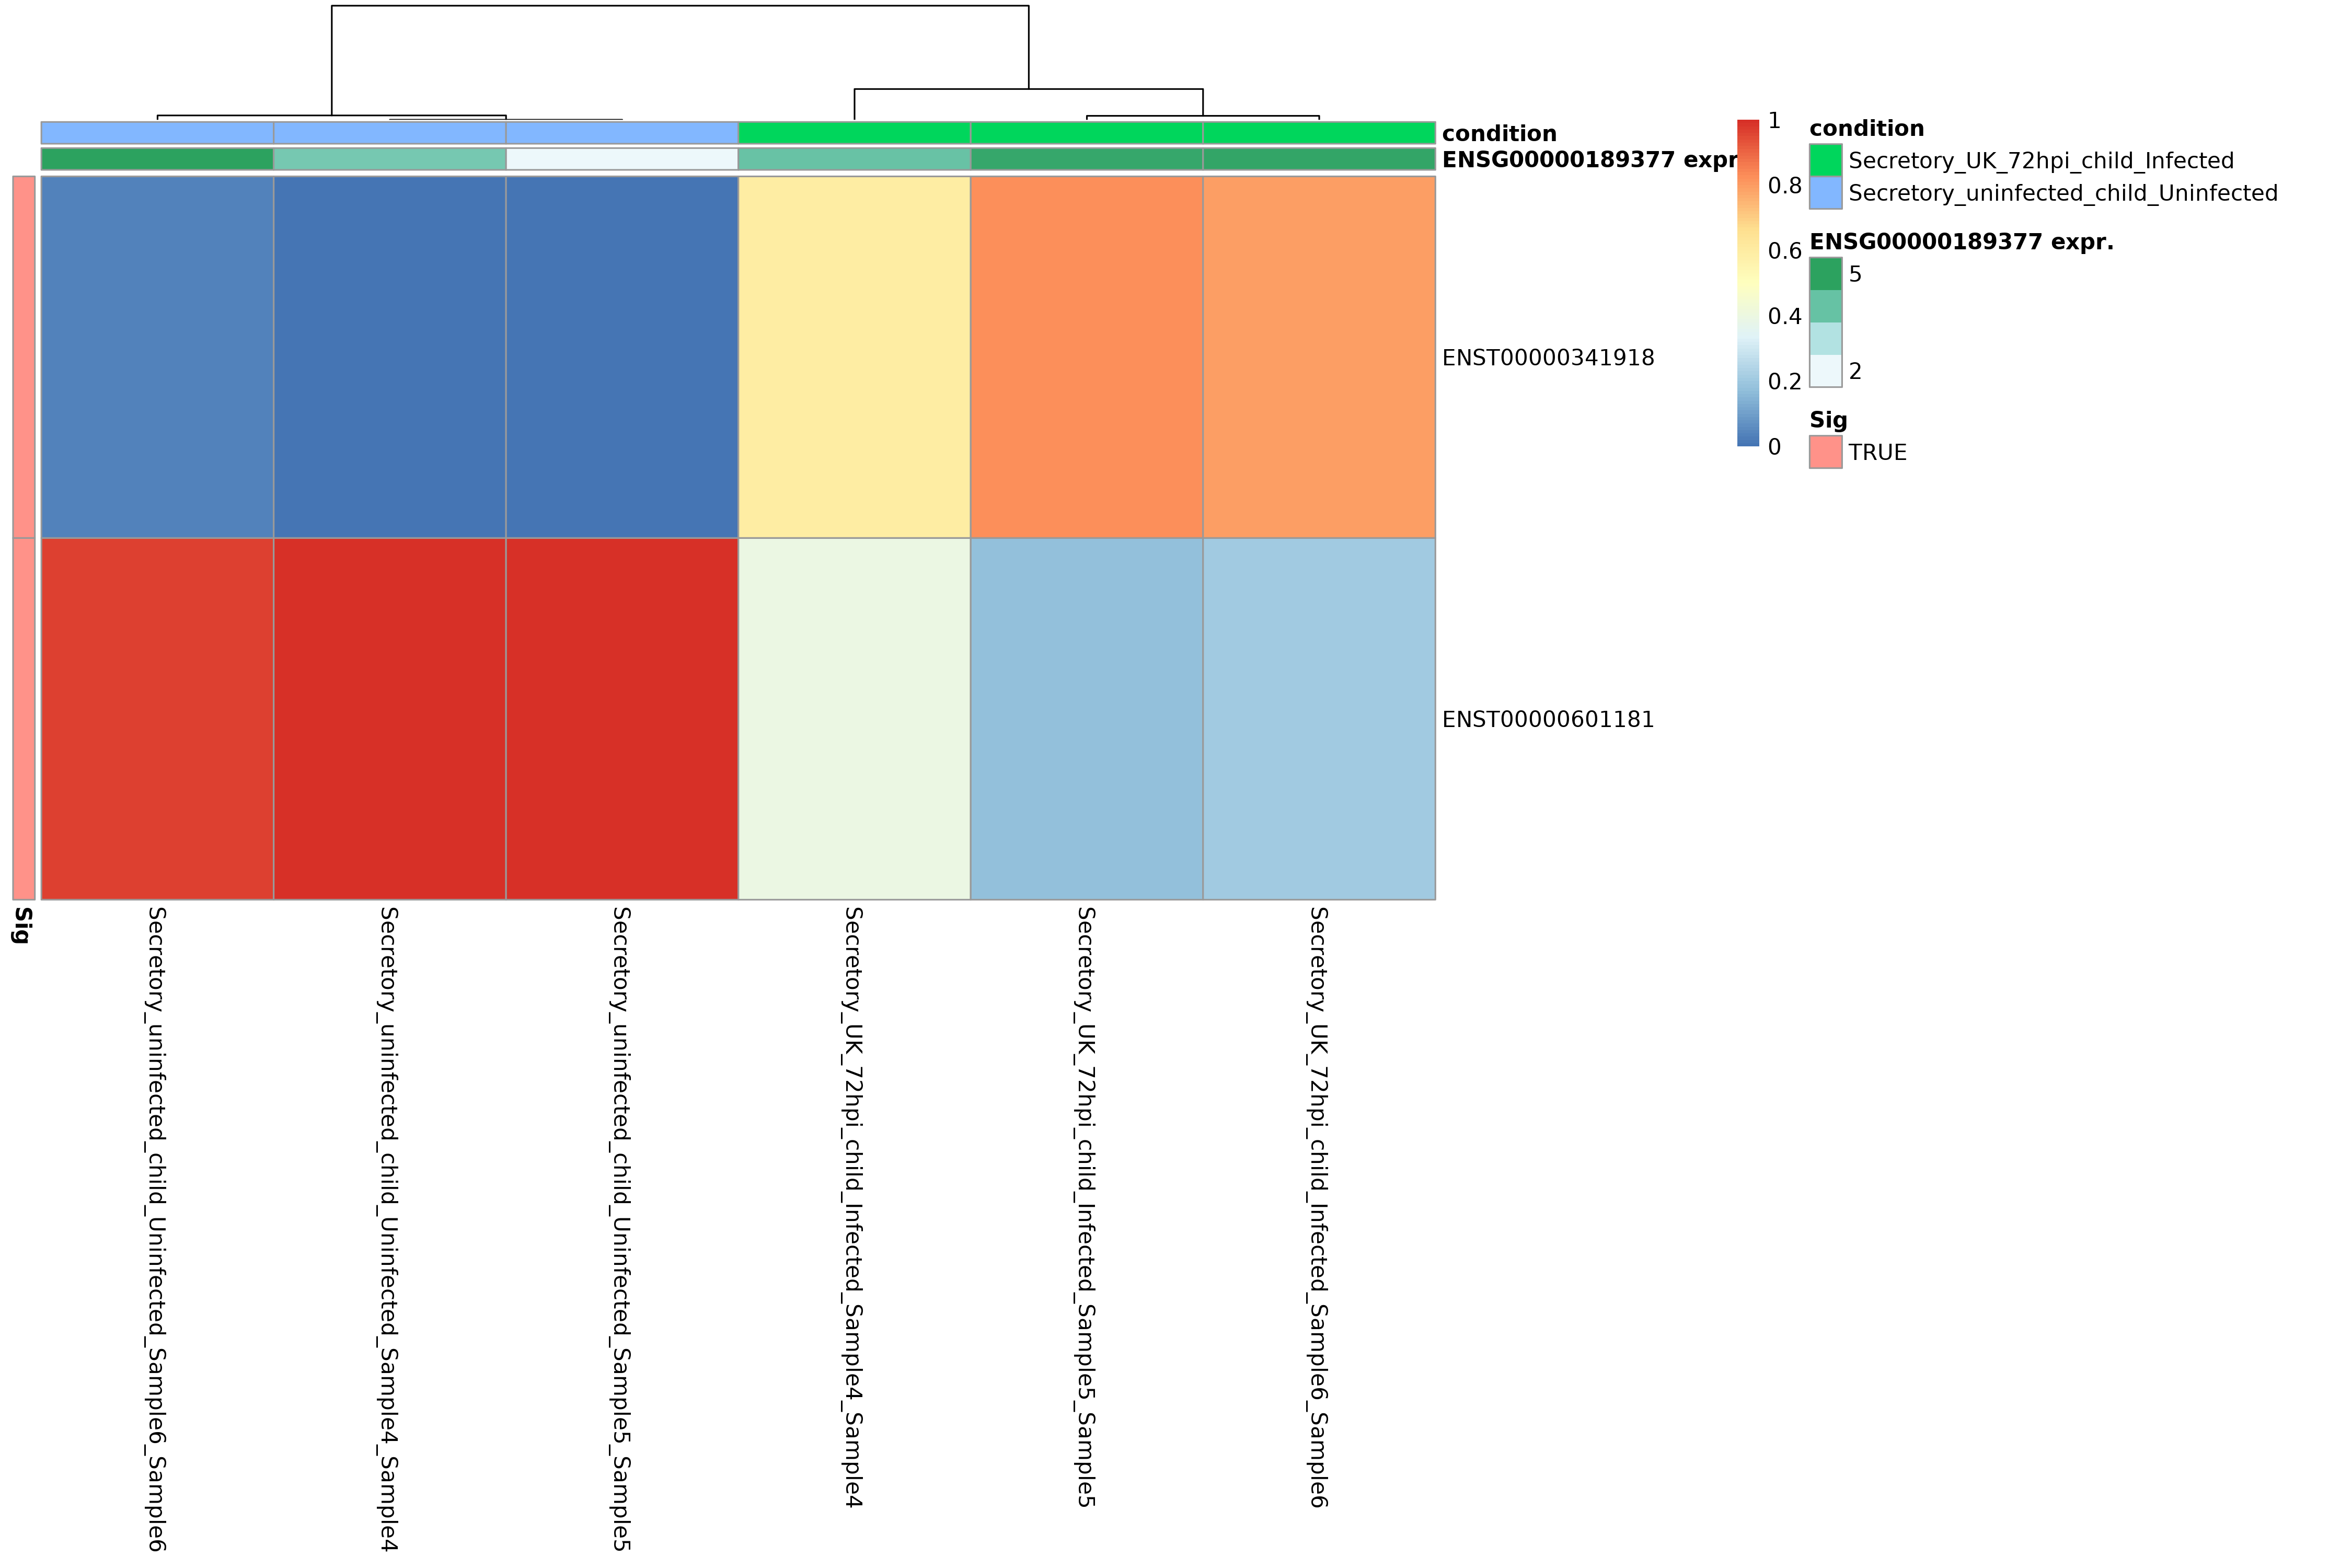 condition
ENSG00000189377 expr
ENST00000341918
ENST00000601181
Sig
Secretory_uninfected_child_Uninfected_Sample6_Sample6
Secretory_uninfected_child_Uninfected_Sample4_Sample4
Secretory_uninfected_child_Uninfected_Sample5_Sample5
Secretory_UK_72hpi_child_Infected_Sample4_Sample4
Secretory_UK_72hpi_child_Infected_Sample5_Sample5
Secretory_UK_72hpi_child_Infected_Sample6_Sample6
1
0.8
0.6
0.4
0.2
0
condition
Secretory_UK_72hpi_child_Infected
Secretory_uninfected_child_Uninfected
ENSG00000189377 expr.
5
2
Sig
TRUE